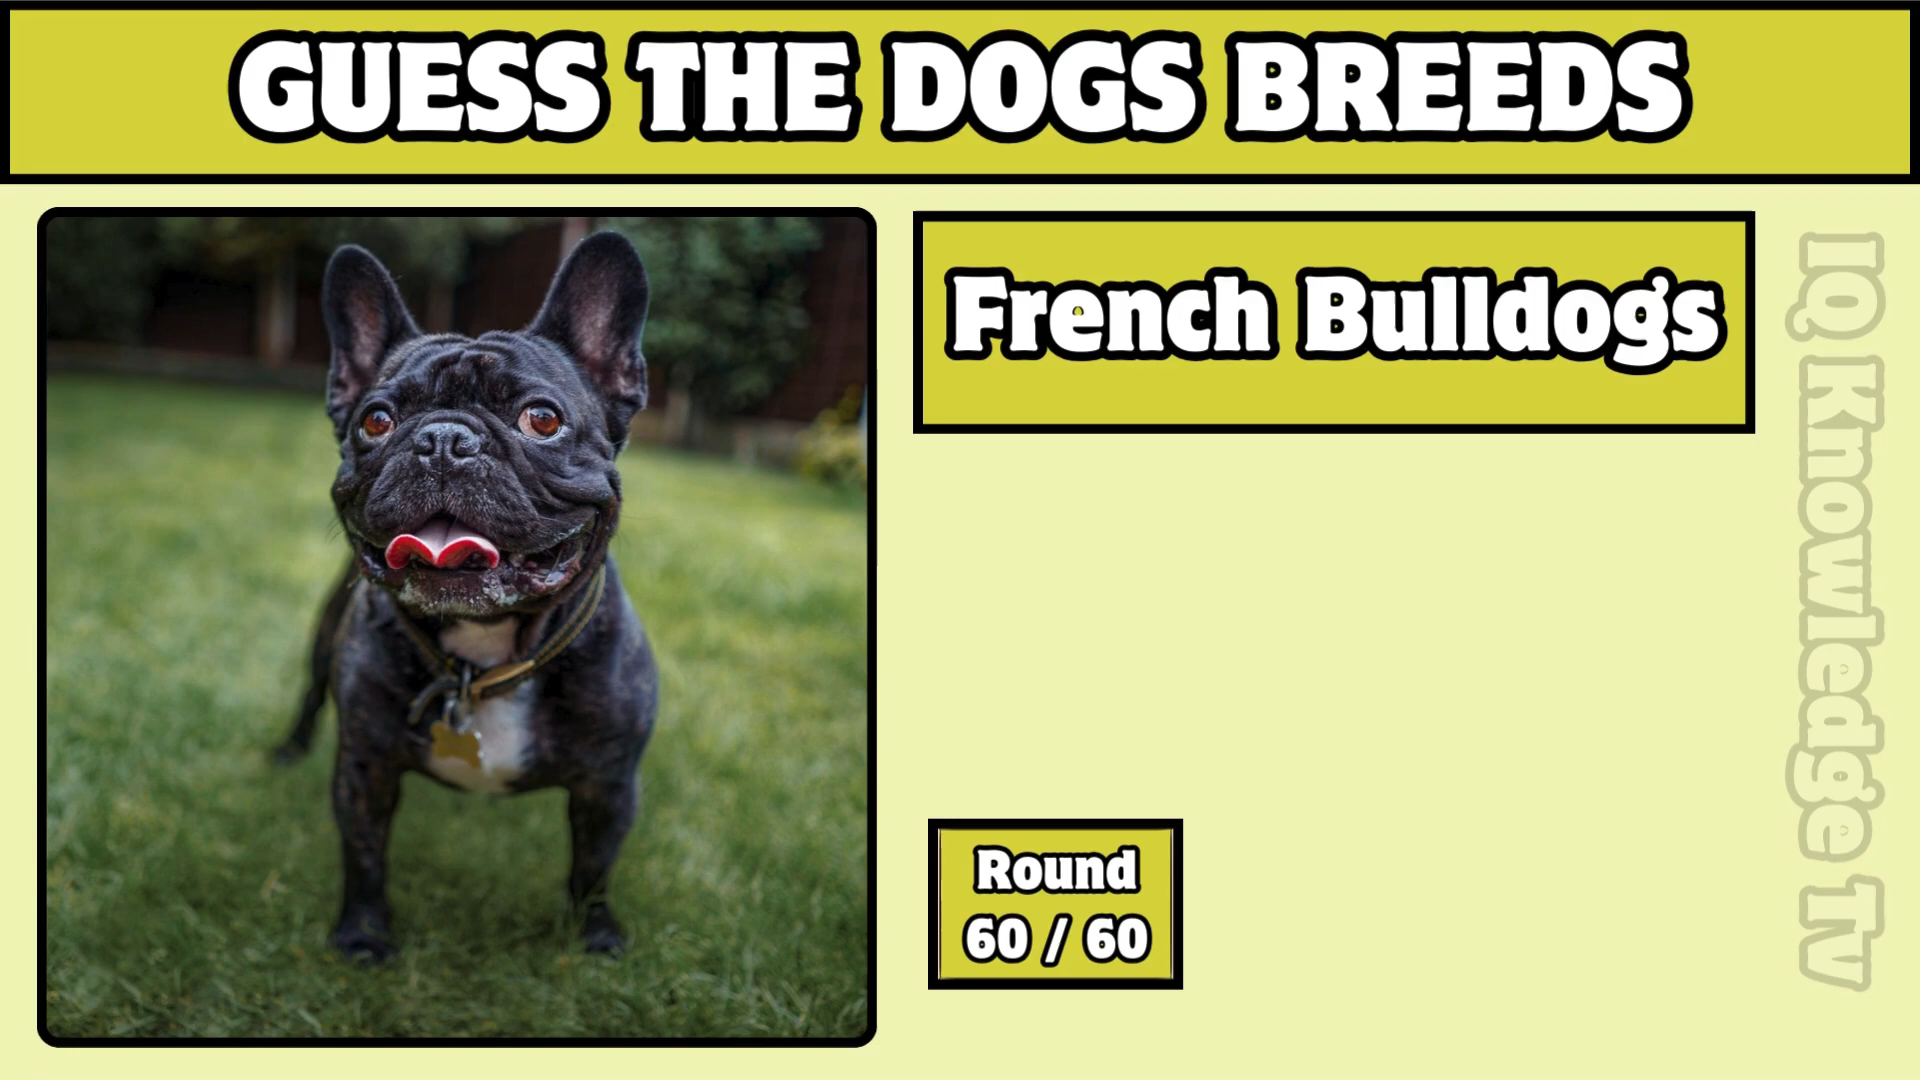 GUESS THE DOGS BREEDS
French Bulldogs
Round
60 / 60
IQ Knowledge TV